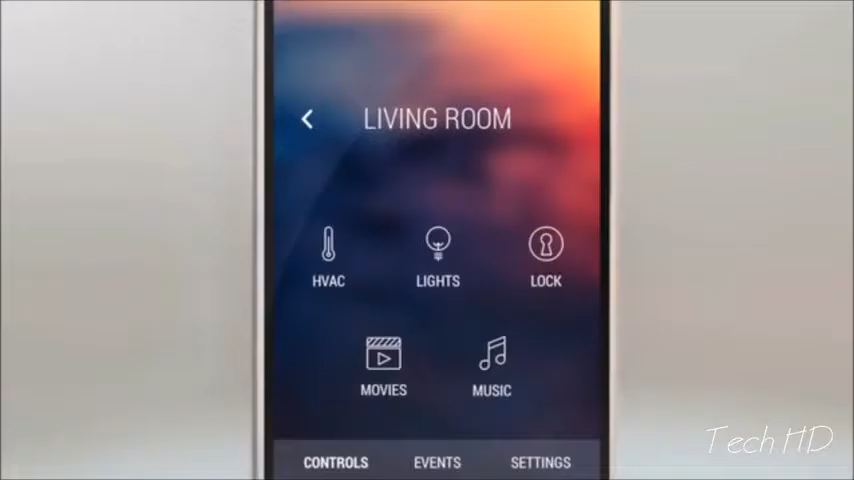 LIVING ROOM
HVAC LIGHTS LOCK
MOVIES MUSIC
CONTROLS EVENTS SETTINGS
Tech HD